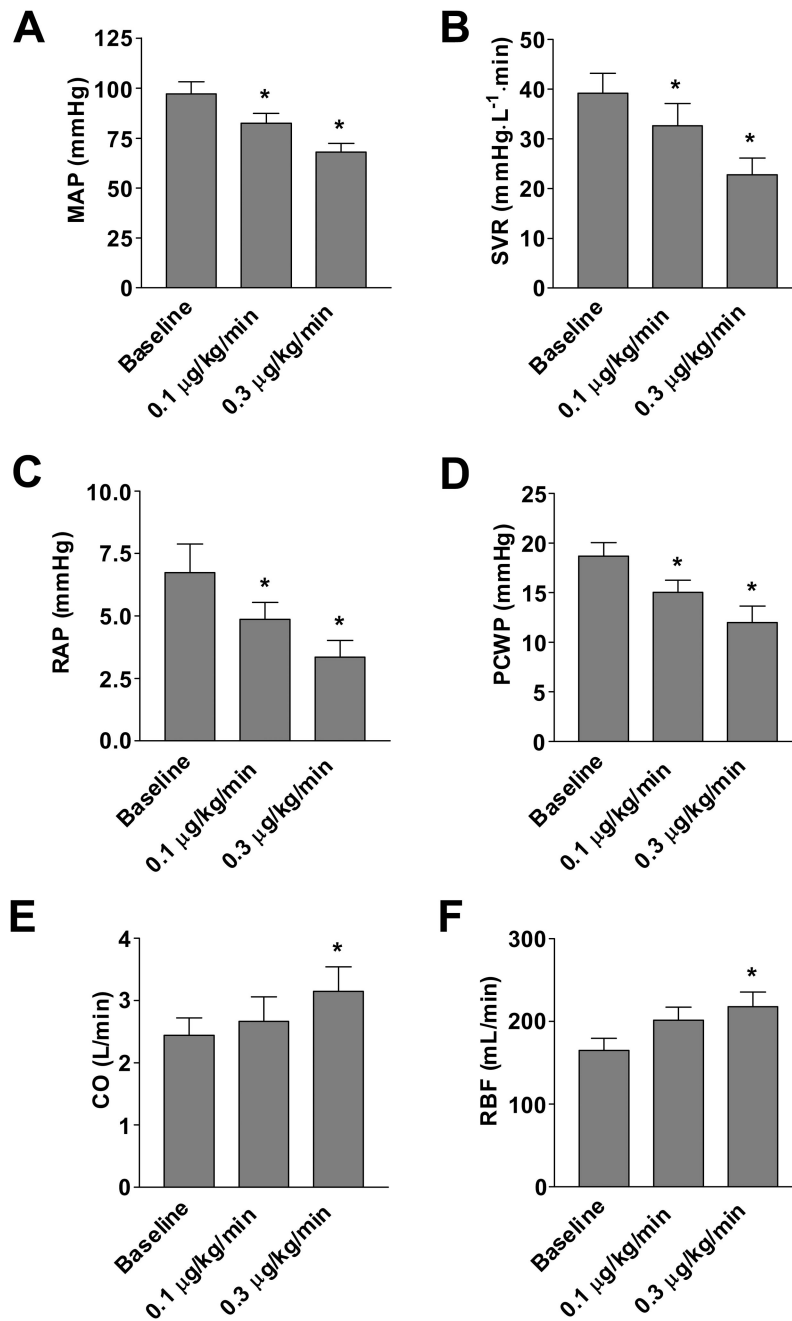 A
MAP (mmHg)
125
100
75
50
25
0
*
*
Baseline
0.1 μg/kg/min
0.3 μg/kg/min
B
SVR (mmHg·L⁻¹·min)
50
40
30
20
10
0
*
*
Baseline
0.1 μg/kg/min
0.3 μg/kg/min
C
RAP (mmHg)
10.0
7.5
5.0
2.5
0.0
*
*
Baseline
0.1 μg/kg/min
0.3 μg/kg/min
D
PCWP (mmHg)
25
20
15
10
5
0
*
*
Baseline
0.1 μg/kg/min
0.3 μg/kg/min
E
CO (L/min)
4
3
2
1
0
*
Baseline
0.1 μg/kg/min
0.3 μg/kg/min
F
RBF (mL/min)
300
200
100
0
*
Baseline
0.1 μg/kg/min
0.3 μg/kg/min